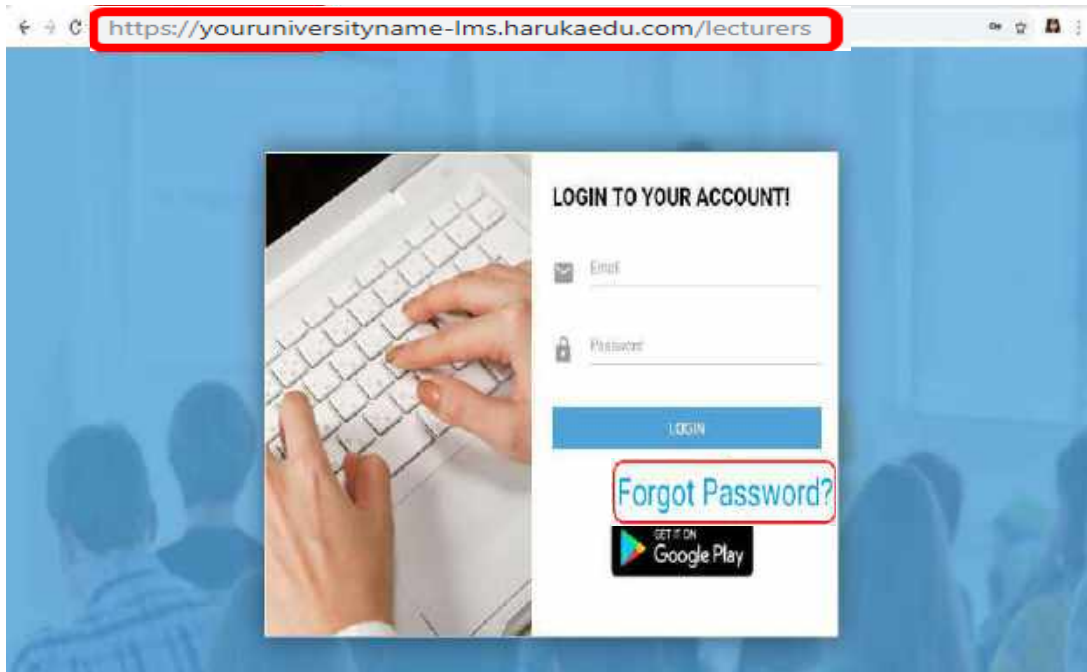 https://youruniversityname-lms.harukaedu.com/lecturers
LOGIN TO YOUR ACCOUNT!
Email
Password
LOGIN
Forgot Password?
GET IT ON
Google Play